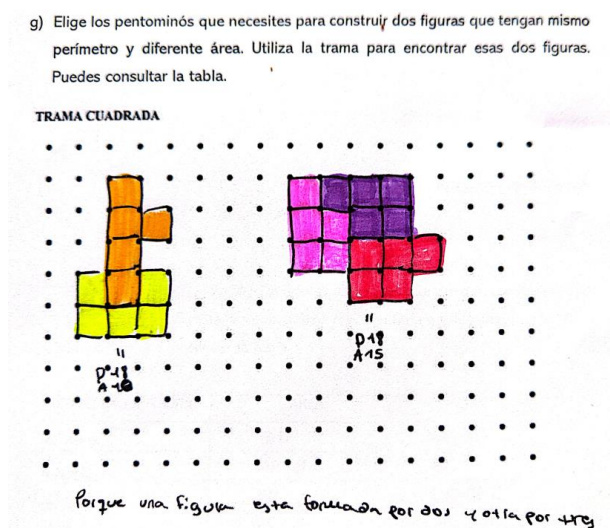 g) Elige los pentominós que necesites para construir dos figuras que tengan mismo
perímetro y diferente área. Utiliza la trama para encontrar esas dos figuras.
Puedes consultar la tabla.
TRAMA CUADRADA
=
P 18
A 10
=
P 18
A 15
Porque una figura esta formada por dos y otra por tres